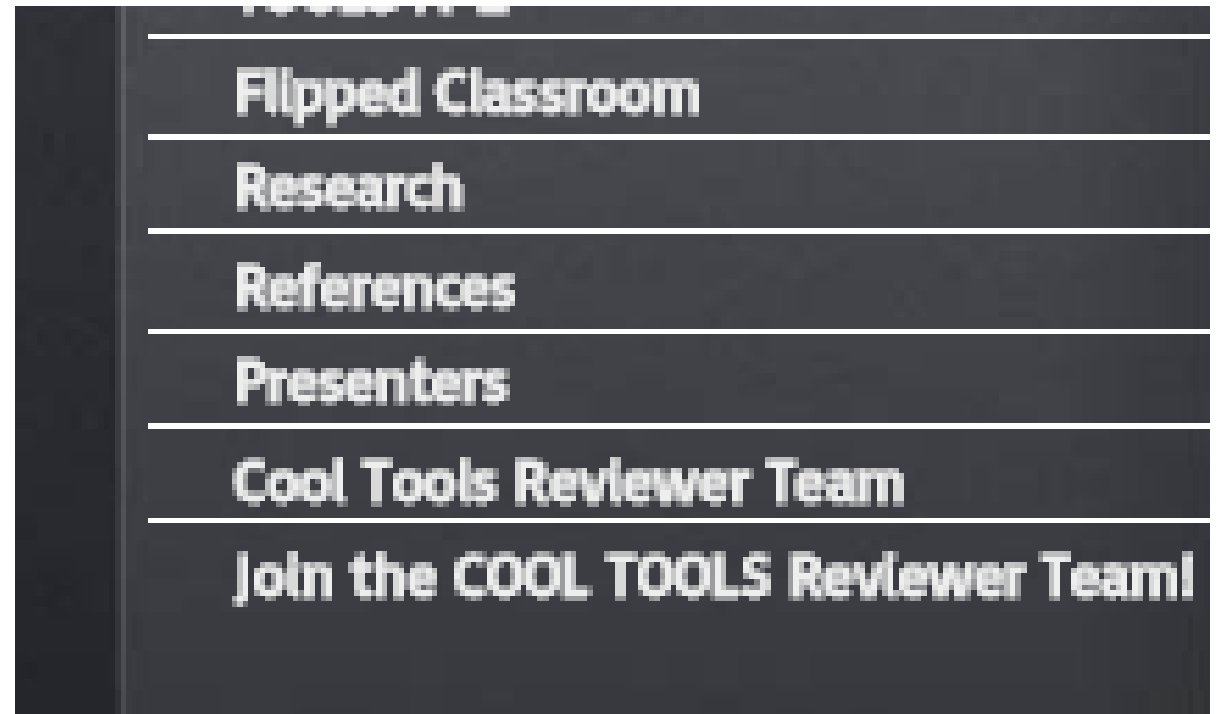 Flipped Classroom
Research
References
Presenters
Cool Tools Reviewer Team
Join the COOL TOOLS Reviewer Team!